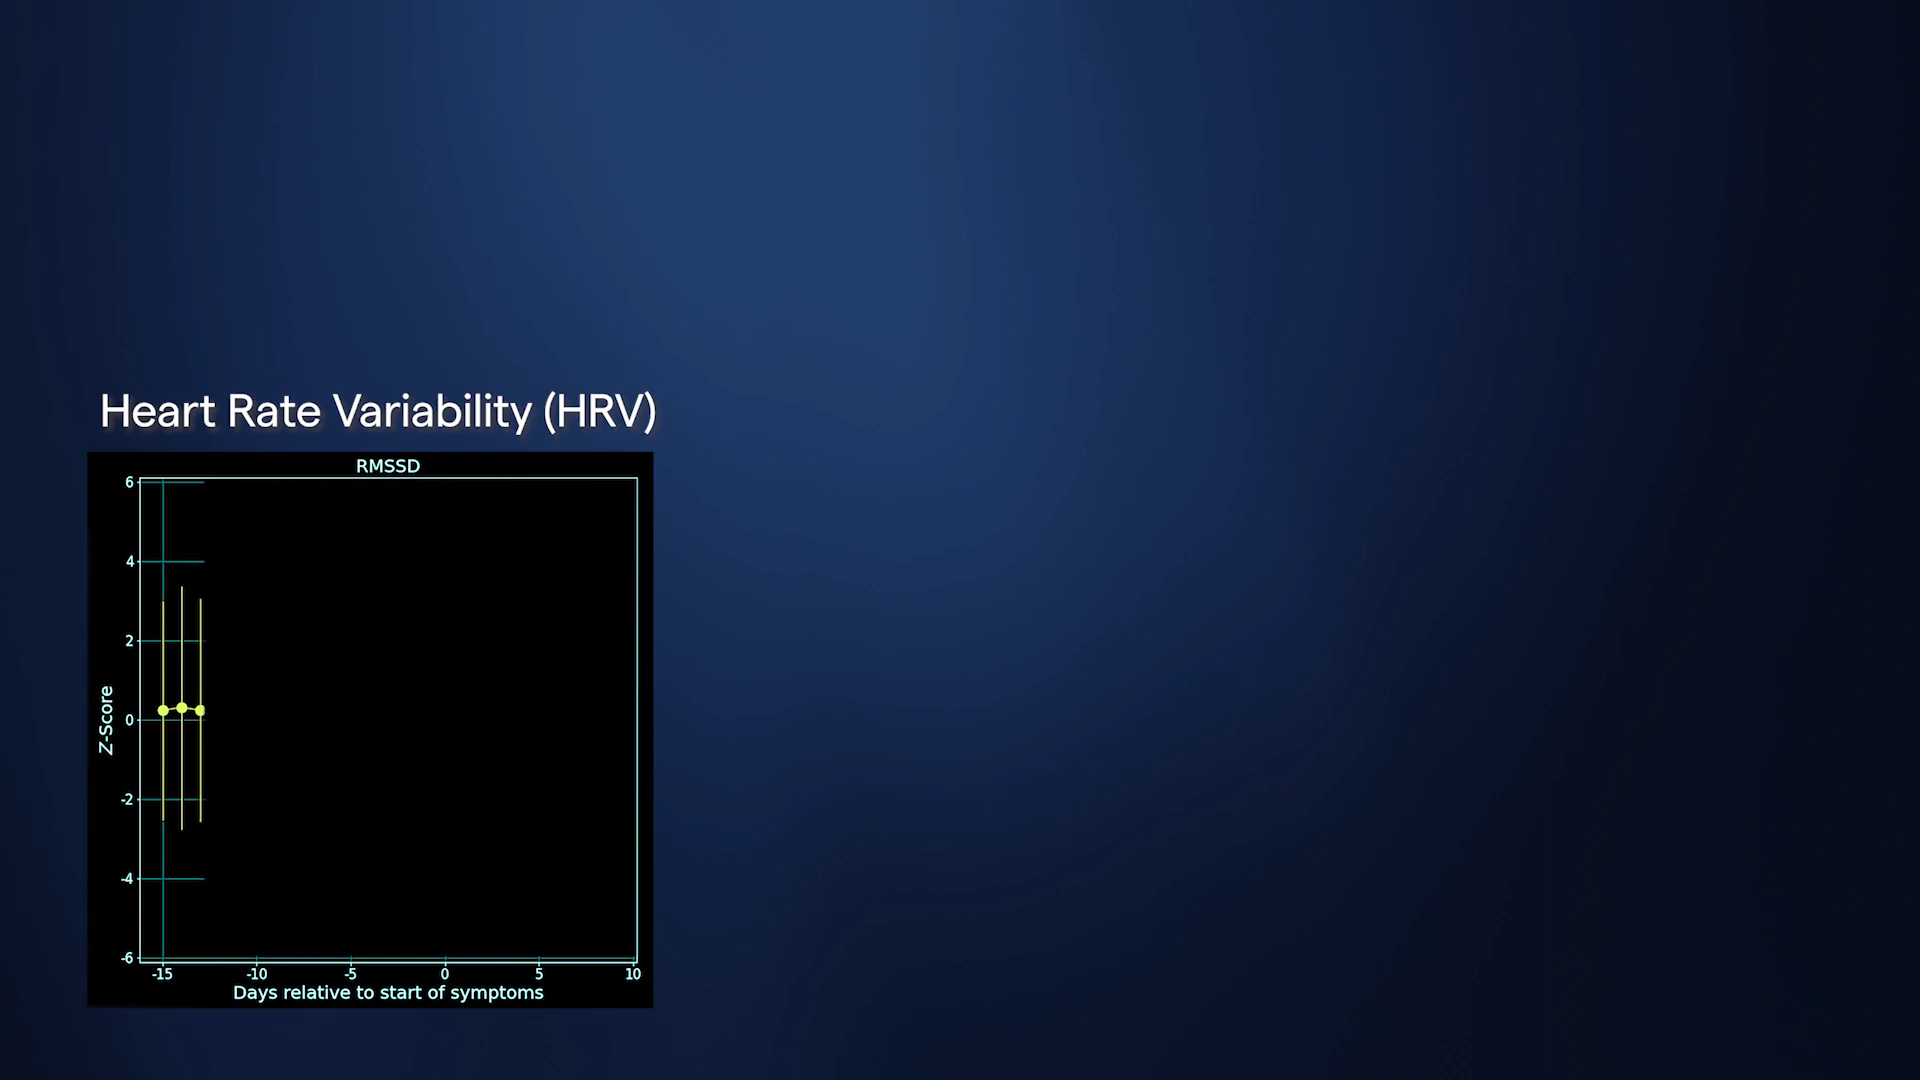 Heart Rate Variability (HRV)
RMSSD
6
4
2
0
-2
-4
-6
Z-Score
-15 -10 -5 0 5 10
Days relative to start of symptoms